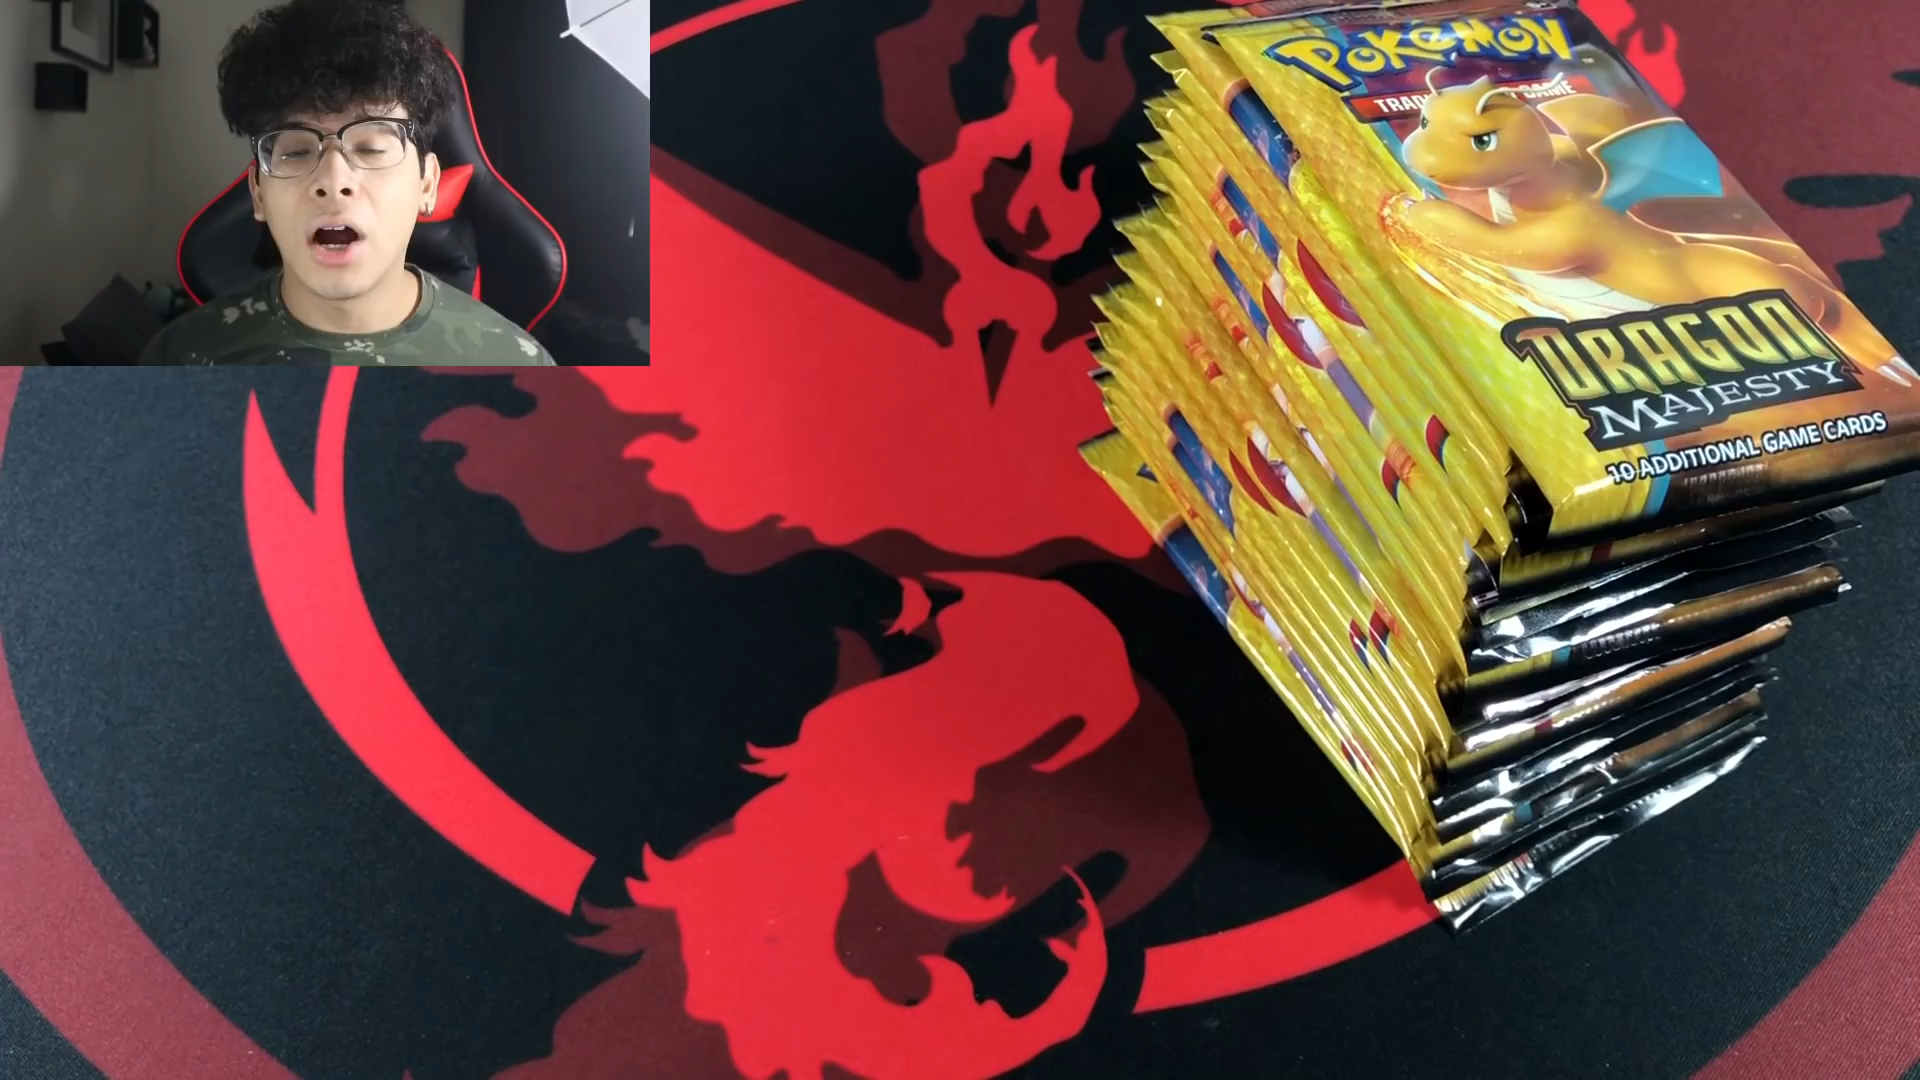 POKéMON
TRADING CARD GAME
DRAGON
MAJESTY
10 ADDITIONAL GAME CARDS